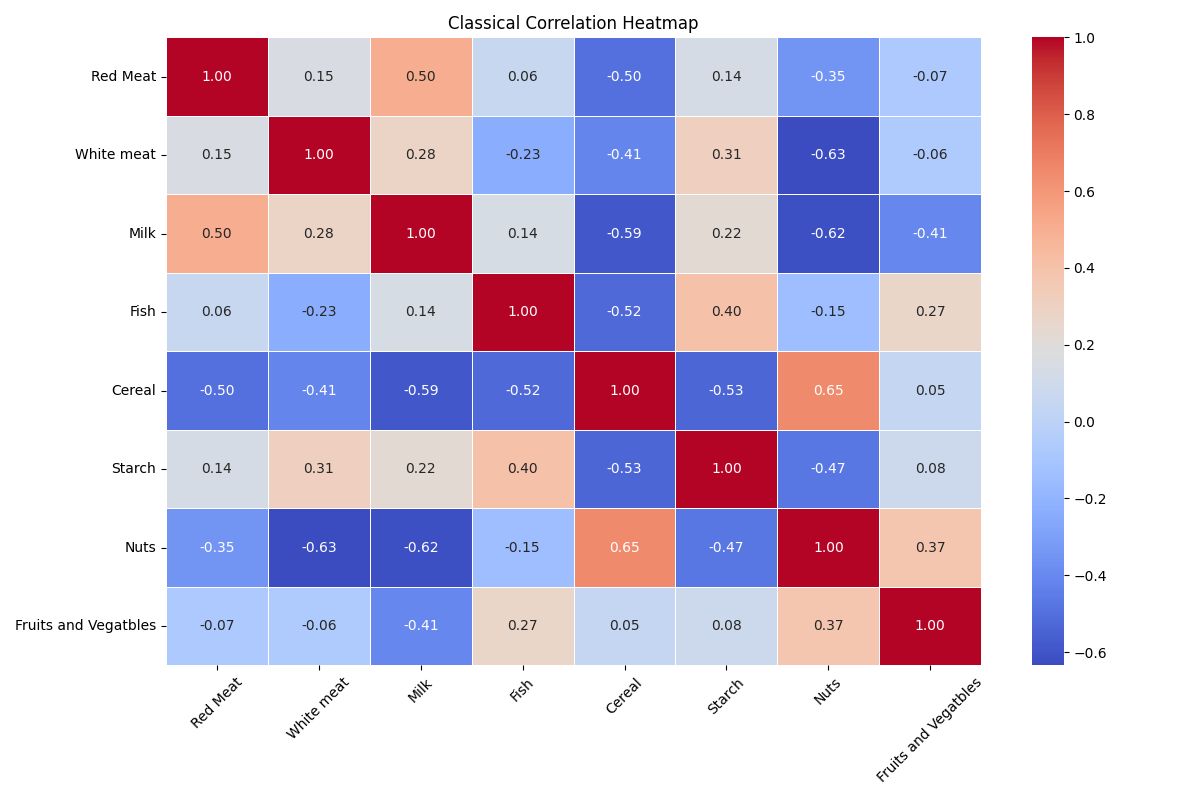 Classical Correlation Heatmap
Red Meat 1.00 0.15 0.50 0.06 -0.50 0.14 -0.35 -0.07
White meat 0.15 1.00 0.28 -0.23 -0.41 0.31 -0.63 -0.06
Milk 0.50 0.28 1.00 0.14 -0.59 0.22 -0.62 -0.41
Fish 0.06 -0.23 0.14 1.00 -0.52 0.40 -0.15 0.27
Cereal -0.50 -0.41 -0.59 -0.52 1.00 -0.53 0.65 0.05
Starch 0.14 0.31 0.22 0.40 -0.53 1.00 -0.47 0.08
Nuts -0.35 -0.63 -0.62 -0.15 0.65 -0.47 1.00 0.37
Fruits and Vegatbles -0.07 -0.06 -0.41 0.27 0.05 0.08 0.37 1.00
Red Meat White meat Milk Fish Cereal Starch Nuts Fruits and Vegatbles
1.0
0.8
0.6
0.4
0.2
0.0
−0.2
−0.4
−0.6